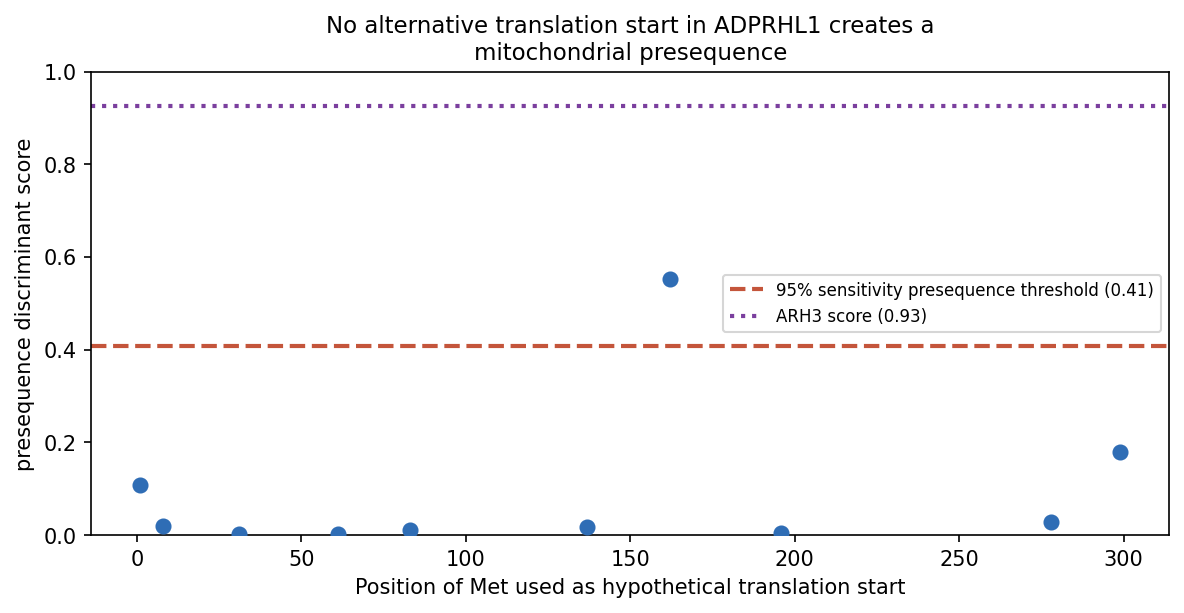 No alternative translation start in ADPRHL1 creates a
mitochondrial presequence
presequence discriminant score
1.0
0.8
0.6
0.4
0.2
0.0
95% sensitivity presequence threshold (0.41)
ARH3 score (0.93)
0 50 100 150 200 250 300
Position of Met used as hypothetical translation start